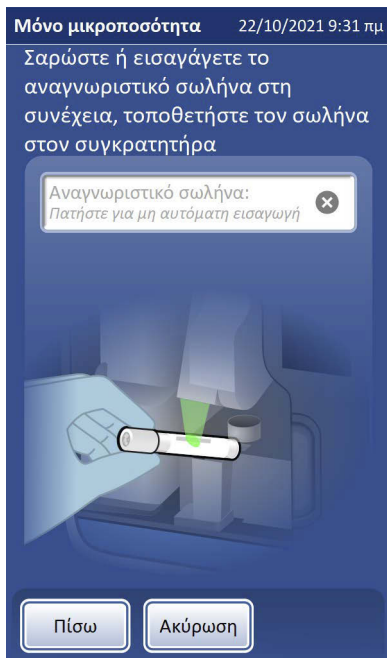 Μόνο μικροποσότητα 22/10/2021 9:31 πμ
Σαρώστε ή εισαγάγετε το
αναγνωριστικό σωλήνα στη
συνέχεια, τοποθετήστε τον σωλήνα
στον συγκρατητήρα
Αναγνωριστικό σωλήνα:
Πατήστε για μη αυτόματη εισαγωγή
Πίσω
Ακύρωση